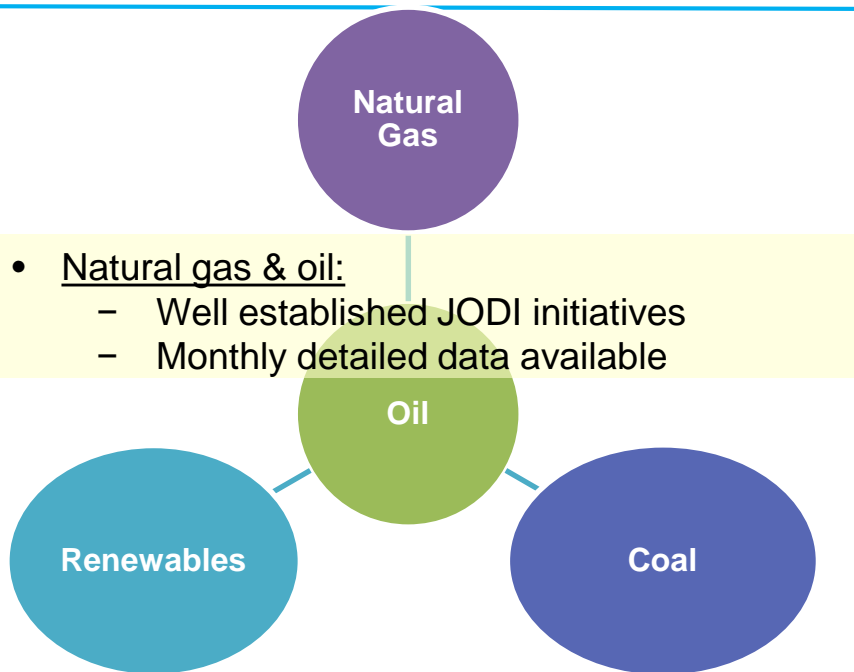 Natural
Gas
• Natural gas & oil:
− Well established JODI initiatives
− Monthly detailed data available
Oil
Renewables
Coal